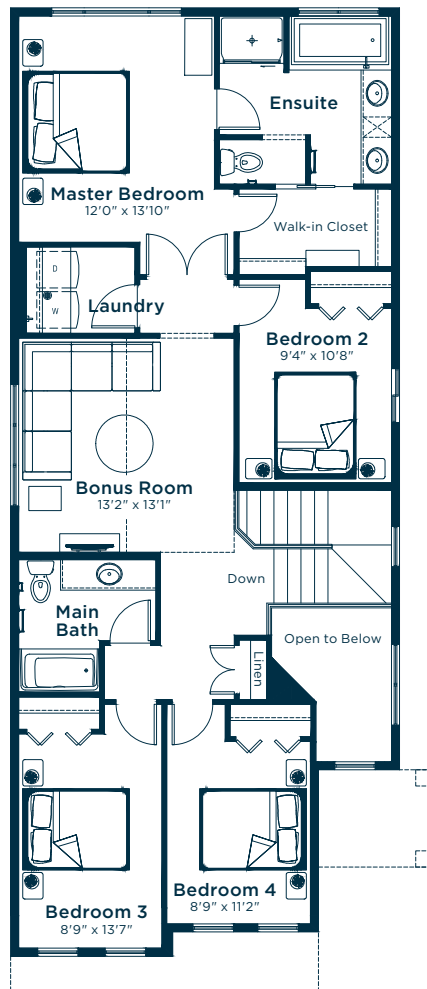 Ensuite
Master Bedroom
12'0" x 13'10"
Walk-in Closet
D
W
Laundry
Bedroom 2
9'4" x 10'8"
Bonus Room
13'2" x 13'1"
Down
Main
Bath
Open to Below
Linen
Bedroom 3
8'9" x 13'7"
Bedroom 4
8'9" x 11'2"